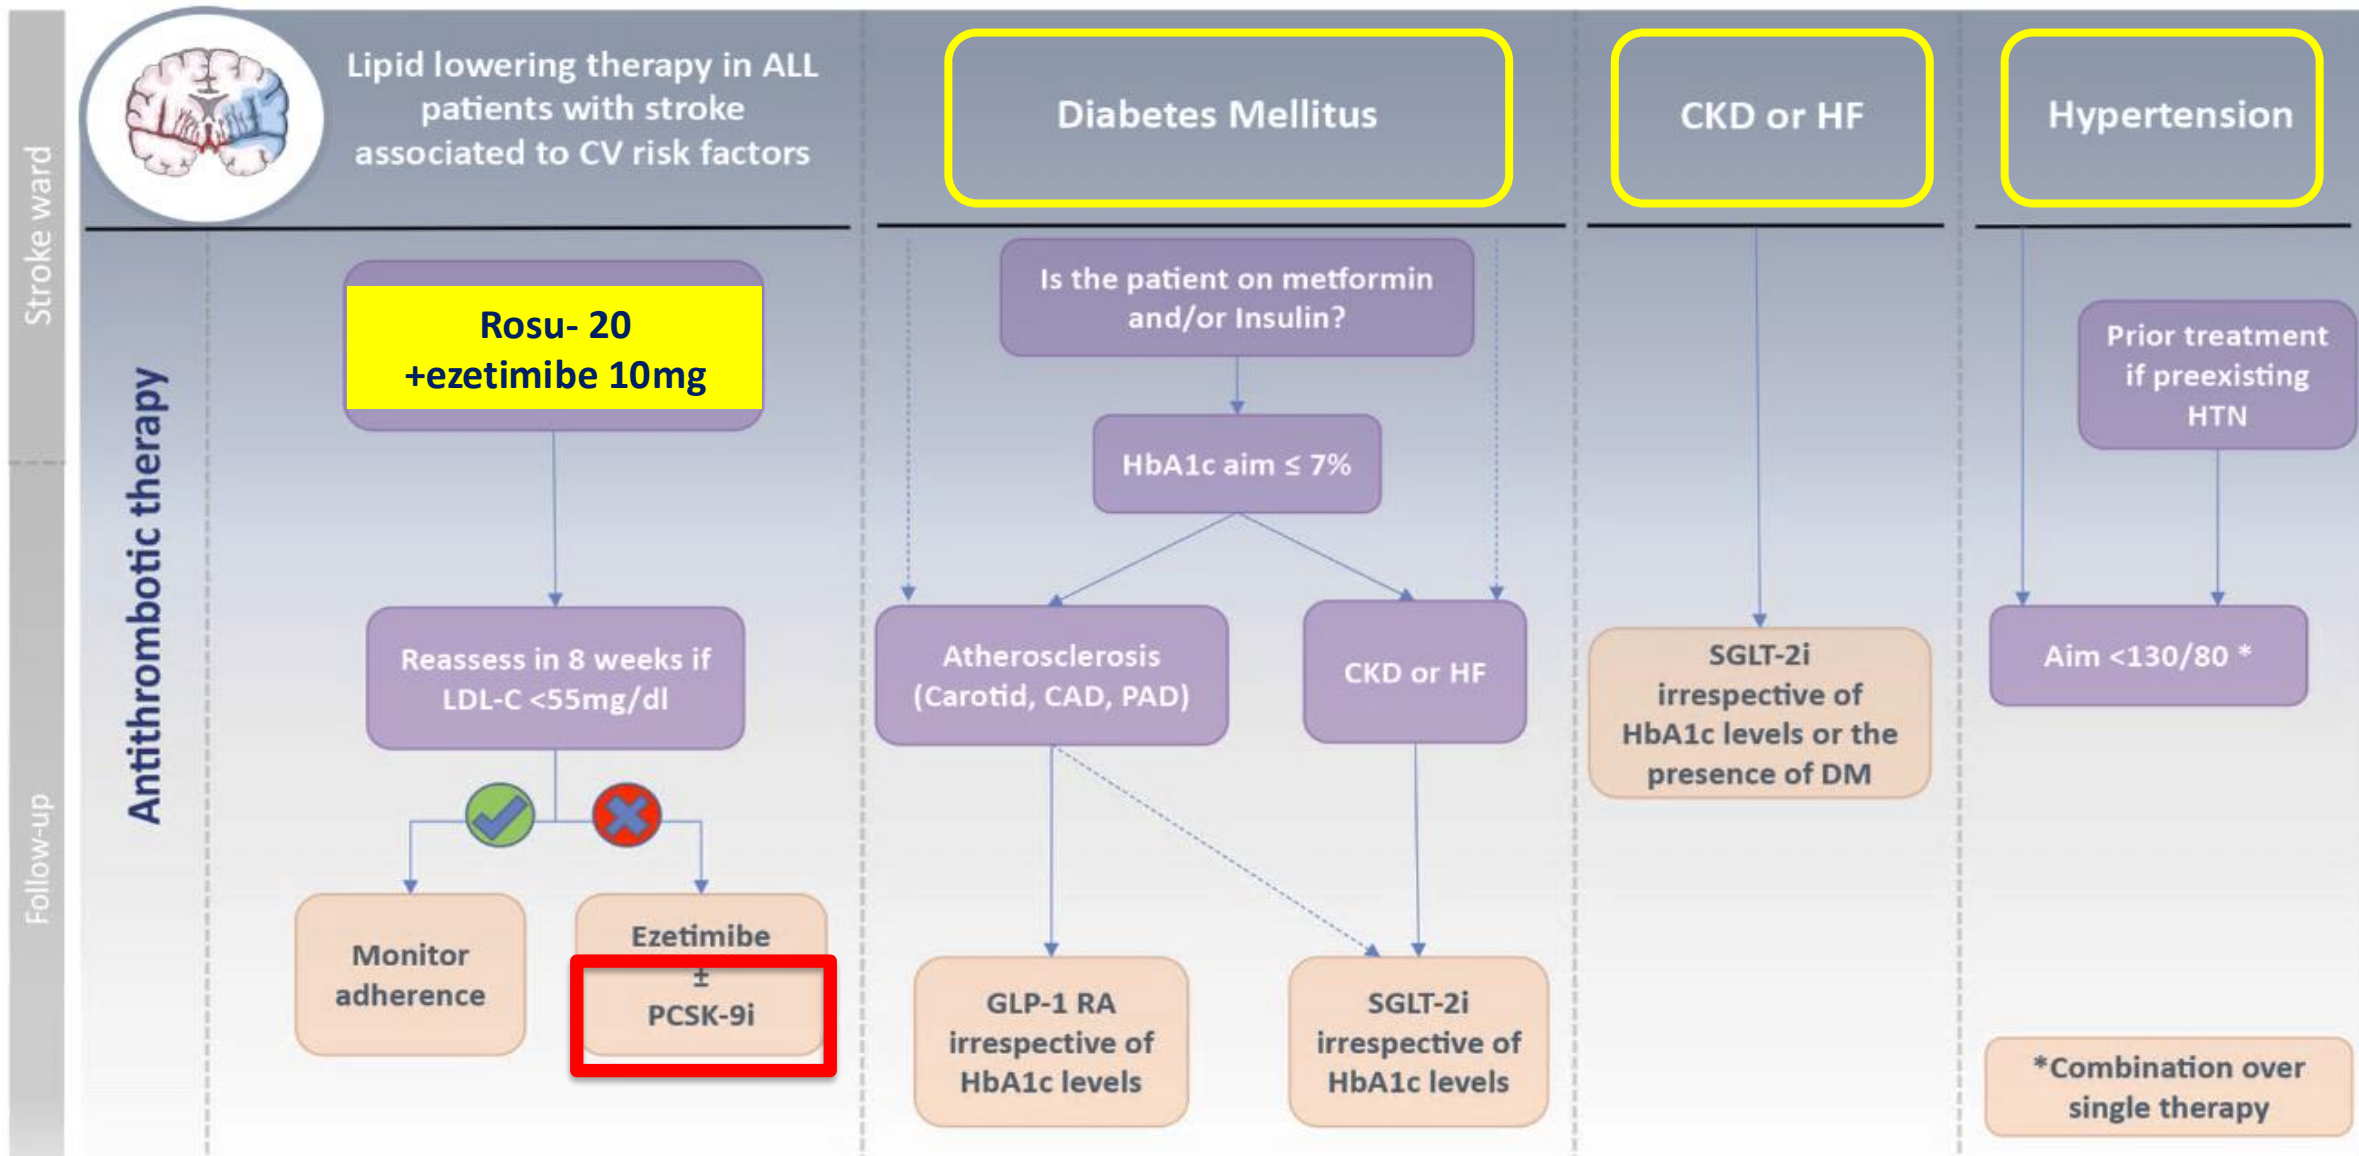 Stroke ward
Follow-up
Antithrombotic therapy
Lipid lowering therapy in ALL
patients with stroke
associated to CV risk factors
Rosu- 20
+ezetimibe 10mg
Reassess in 8 weeks if
LDL-C <55mg/dl
Monitor
adherence
Ezetimibe
±
PCSK-9i
Diabetes Mellitus
Is the patient on metformin
and/or Insulin?
HbA1c aim ≤ 7%
Atherosclerosis
(Carotid, CAD, PAD)
CKD or HF
GLP-1 RA
irrespective of
HbA1c levels
SGLT-2i
irrespective of
HbA1c levels
CKD or HF
SGLT-2i
irrespective of
HbA1c levels or the
presence of DM
Hypertension
Prior treatment
if preexisting
HTN
Aim <130/80 *
*Combination over
single therapy